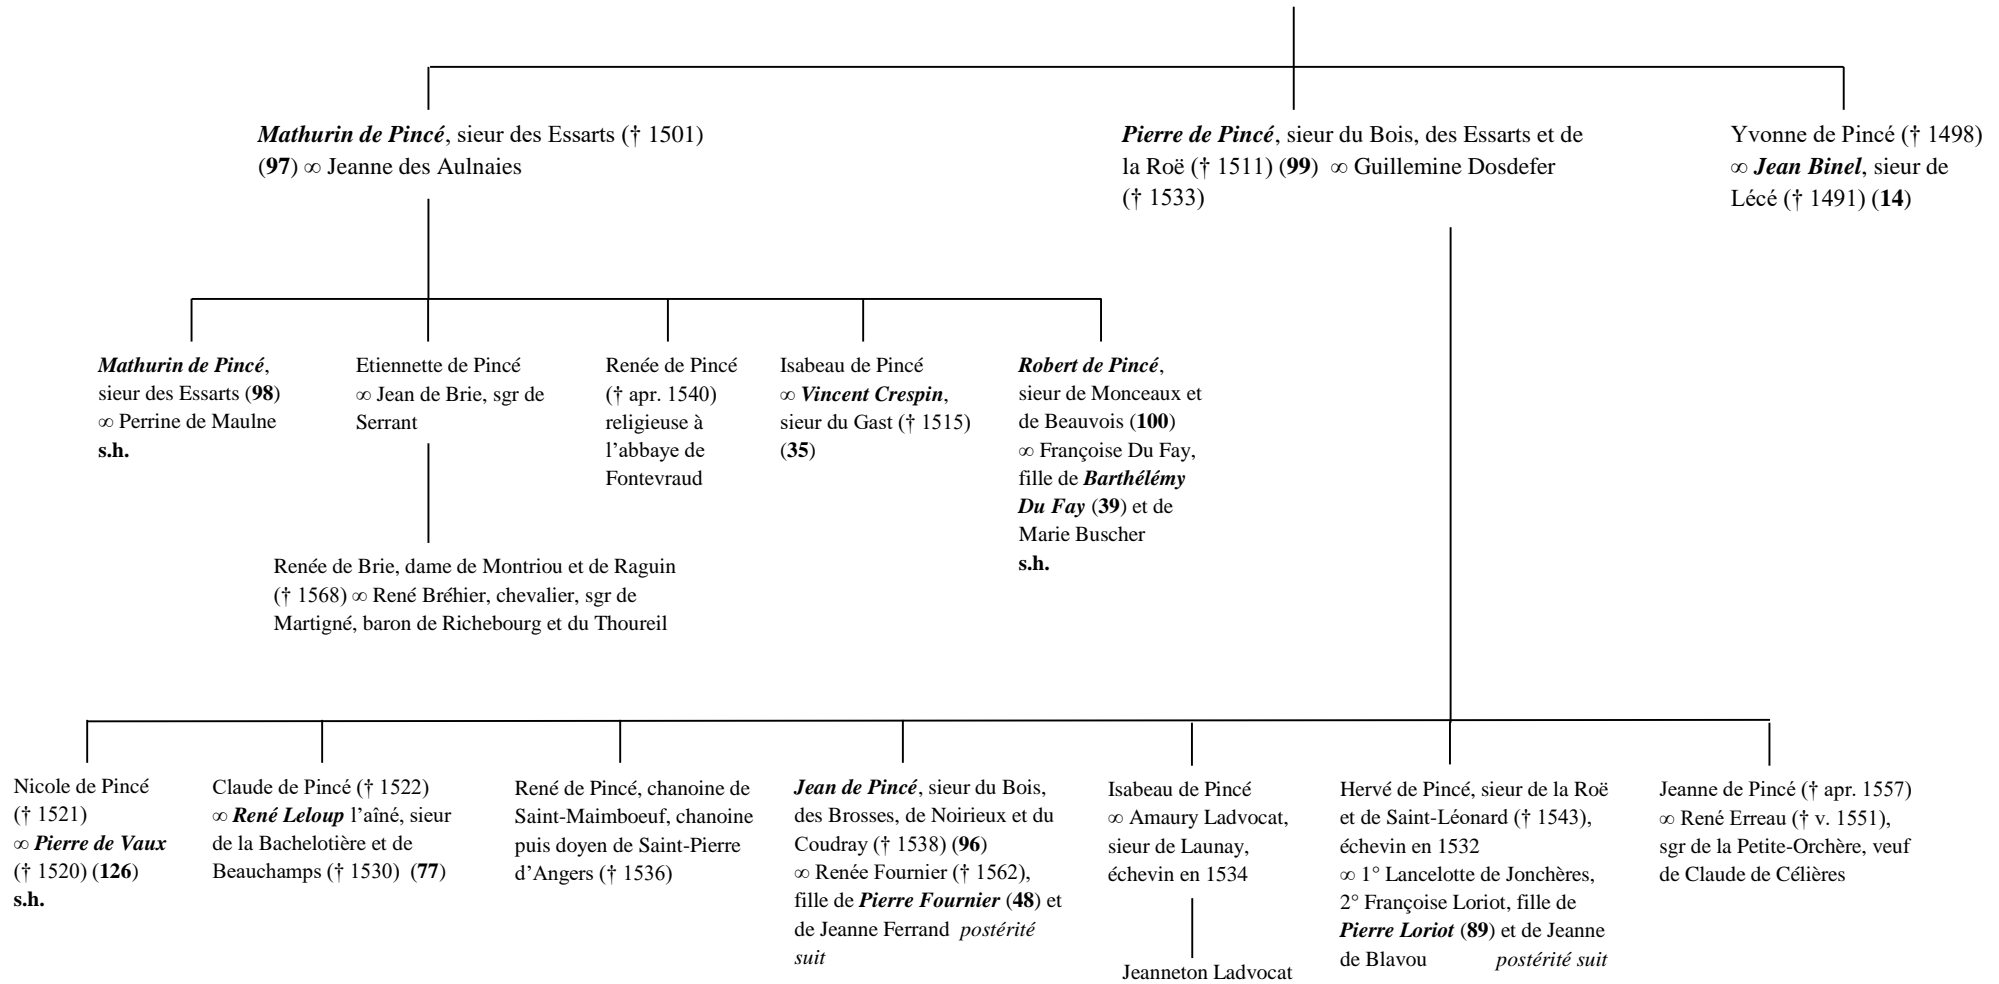 Mathurin de Pincé, sieur des Essarts († 1501)
(97) ∞ Jeanne des Aulnaies
Pierre de Pincé, sieur du Bois, des Essarts et de
la Roë († 1511) (99) ∞ Guillemine Dosdefer
(† 1533)
Yvonne de Pincé († 1498)
∞ Jean Binel, sieur de
Lécé († 1491) (14)
Mathurin de Pincé,
sieur des Essarts (98)
∞ Perrine de Maulne
s.h.
Etiennette de Pincé
∞ Jean de Brie, sgr de
Serrant
Renée de Pincé
(† apr. 1540)
religieuse à
l’abbaye de
Fontevraud
Isabeau de Pincé
∞ Vincent Crespin,
sieur du Gast († 1515)
(35)
Robert de Pincé,
sieur de Monceaux et
de Beauvois (100)
∞ Françoise Du Fay,
fille de Barthélémy
Du Fay (39) et de
Marie Buscher
s.h.
Renée de Brie, dame de Montriou et de Raguin
(† 1568) ∞ René Bréhier, chevalier, sgr de
Martigné, baron de Richebourg et du Thoureil
Nicole de Pincé
(† 1521)
∞ Pierre de Vaux
(† 1520) (126)
s.h.
Claude de Pincé († 1522)
∞ René Leloup l’aîné, sieur
de la Bachelotière et de
Beauchamps († 1530) (77)
René de Pincé, chanoine de
Saint-Maimboeuf, chanoine
puis doyen de Saint-Pierre
d’Angers († 1536)
Jean de Pincé, sieur du Bois,
des Brosses, de Noirieux et du
Coudray († 1538) (96)
∞ Renée Fournier († 1562),
fille de Pierre Fournier (48) et
de Jeanne Ferrand postérité
suit
Isabeau de Pincé
∞ Amaury Ladvocat,
sieur de Launay,
échevin en 1534
Jeanneton Ladvocat
Hervé de Pincé, sieur de la Roë
et de Saint-Léonard († 1543),
échevin en 1532
∞ 1° Lancelotte de Jonchères,
2° Françoise Loriot, fille de
Pierre Loriot (89) et de Jeanne
de Blavou postérité suit
Jeanne de Pincé († apr. 1557)
∞ René Erreau († v. 1551),
sgr de la Petite-Orchère, veuf
de Claude de Célières